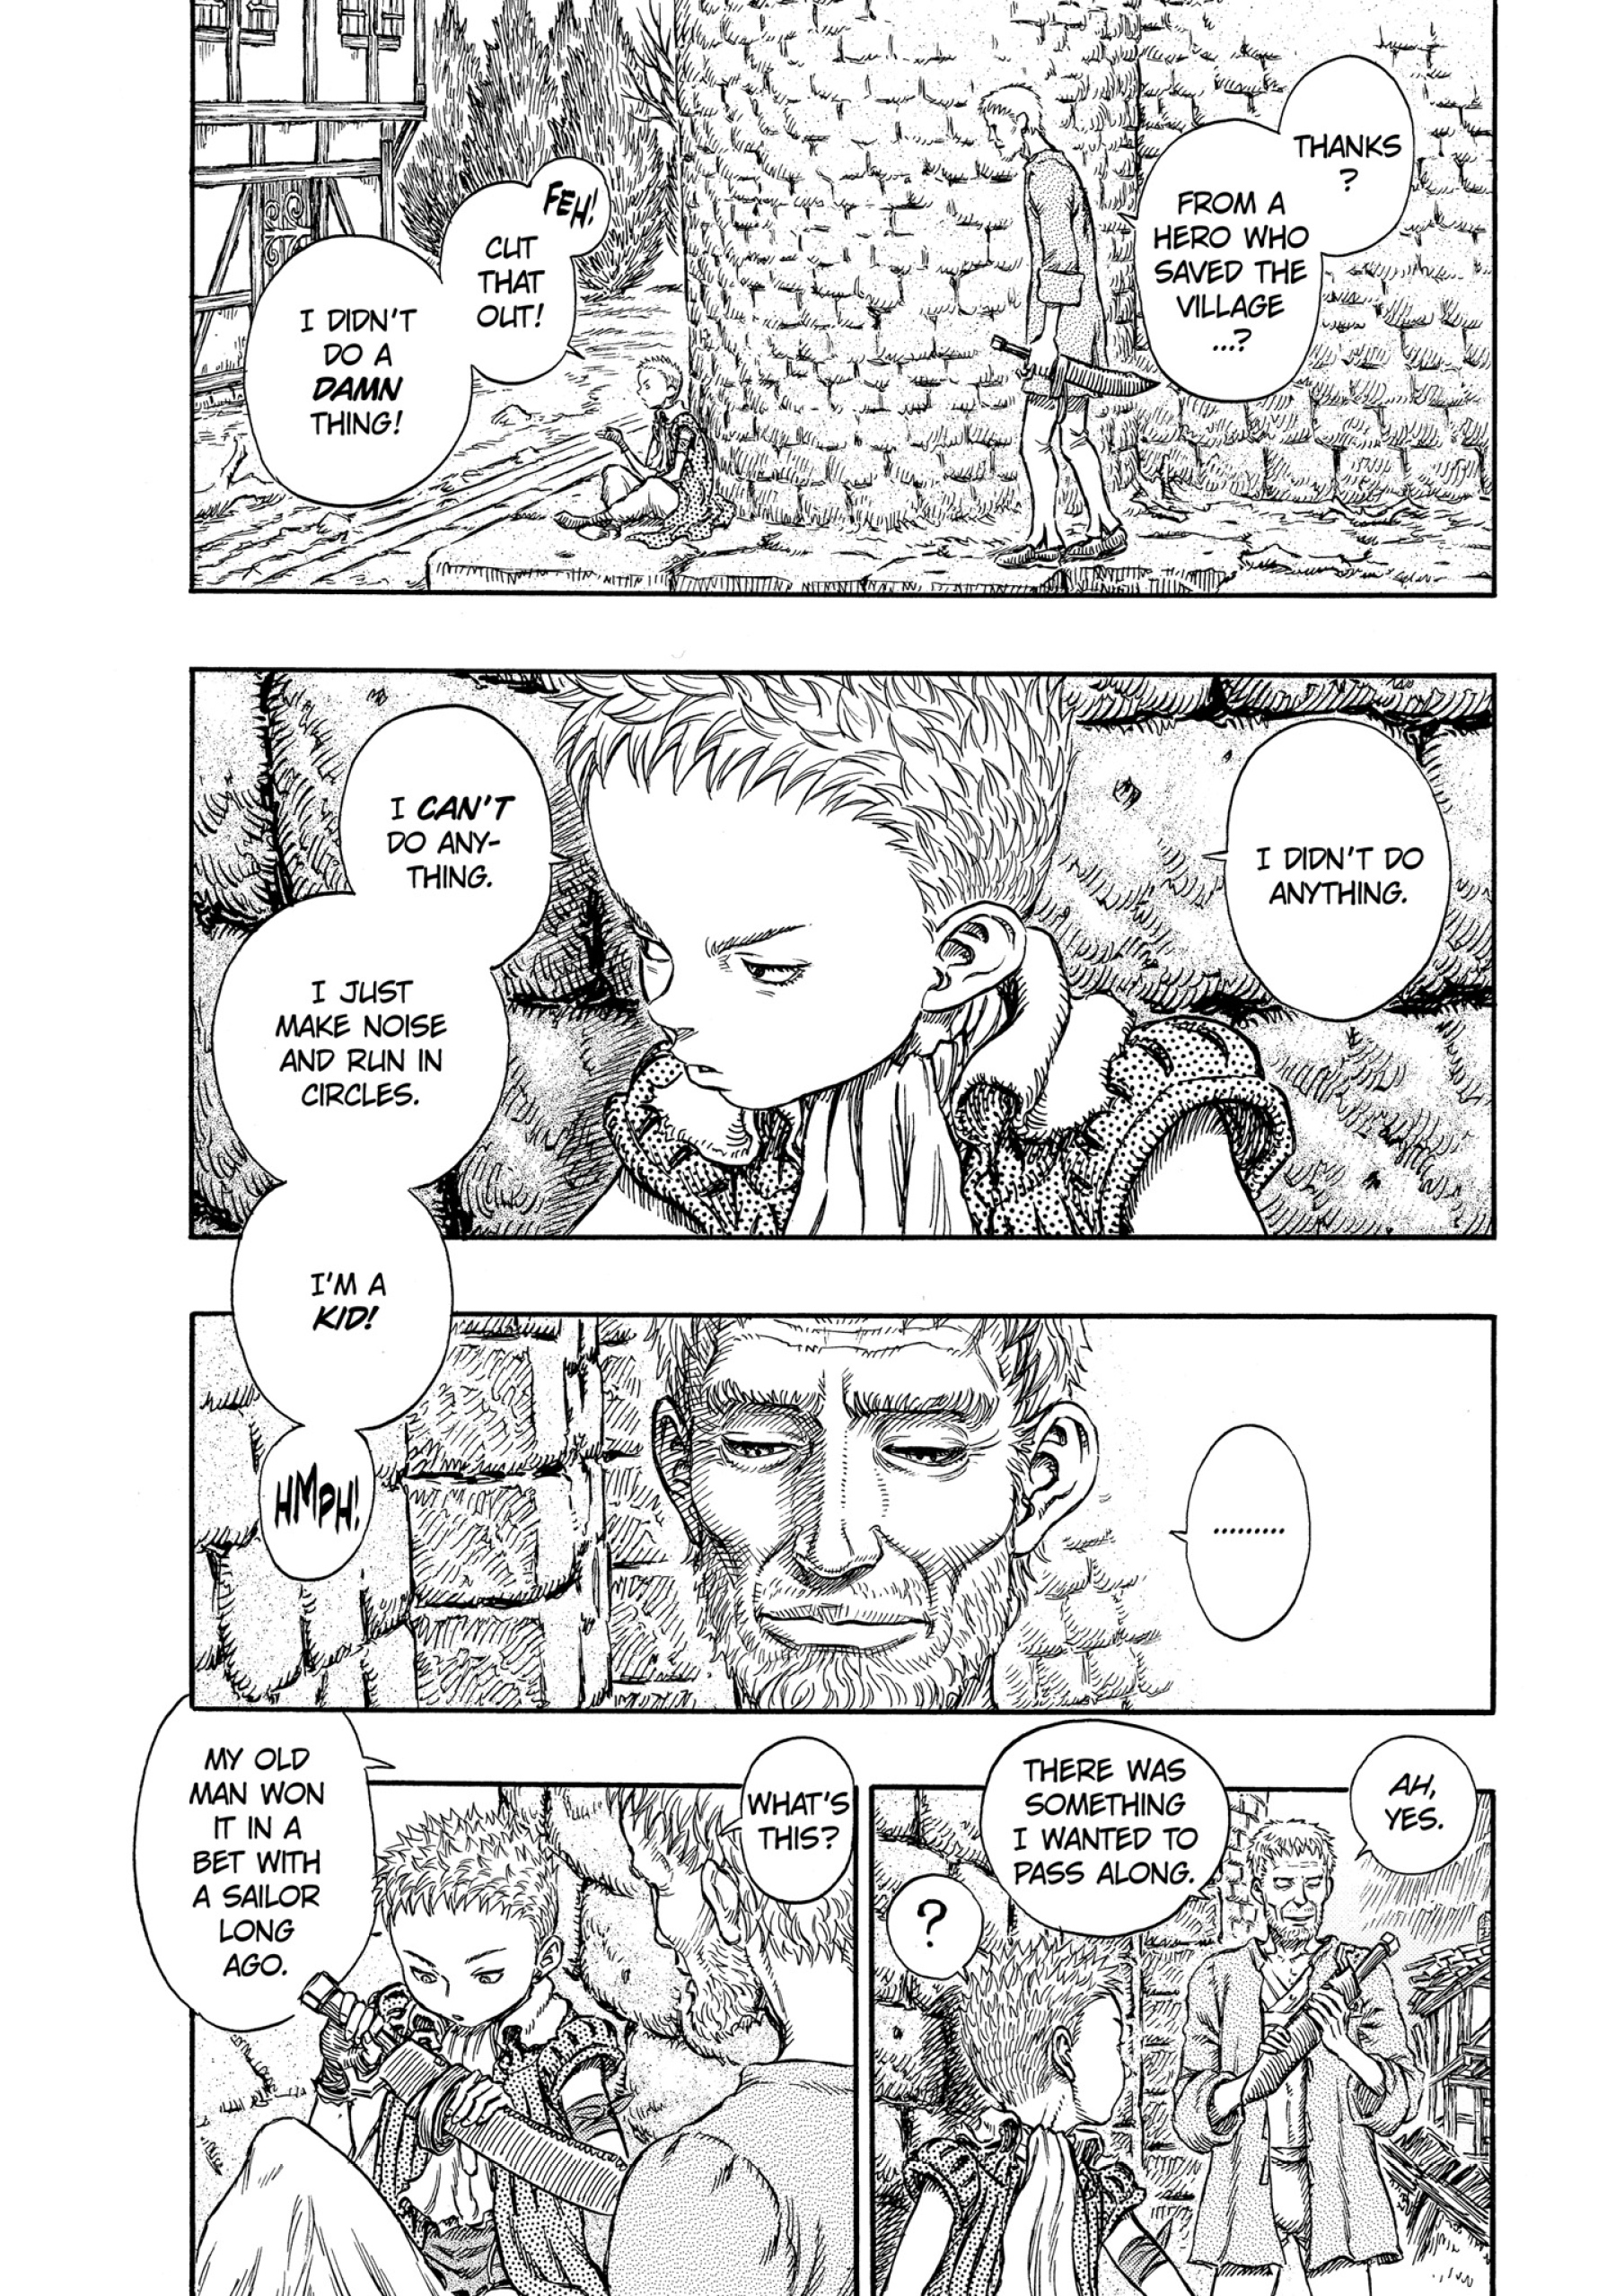 THANKS
?
FROM A
HERO WHO
SAVED THE
VILLAGE
...?
FEH!
CUT
THAT
OUT!
I DIDN'T
DO A
DAMN
THING!
I DIDN'T DO
ANYTHING.
I CAN'T
DO ANY-
THING.
I JUST
MAKE NOISE
AND RUN IN
CIRCLES.
I'M A
KID!
HMPH!
..........
AH,
YES.
THERE WAS
SOMETHING
I WANTED TO
PASS ALONG.
?
WHAT'S
THIS?
MY OLD
MAN WON
IT IN A
BET WITH
A SAILOR
LONG
AGO.